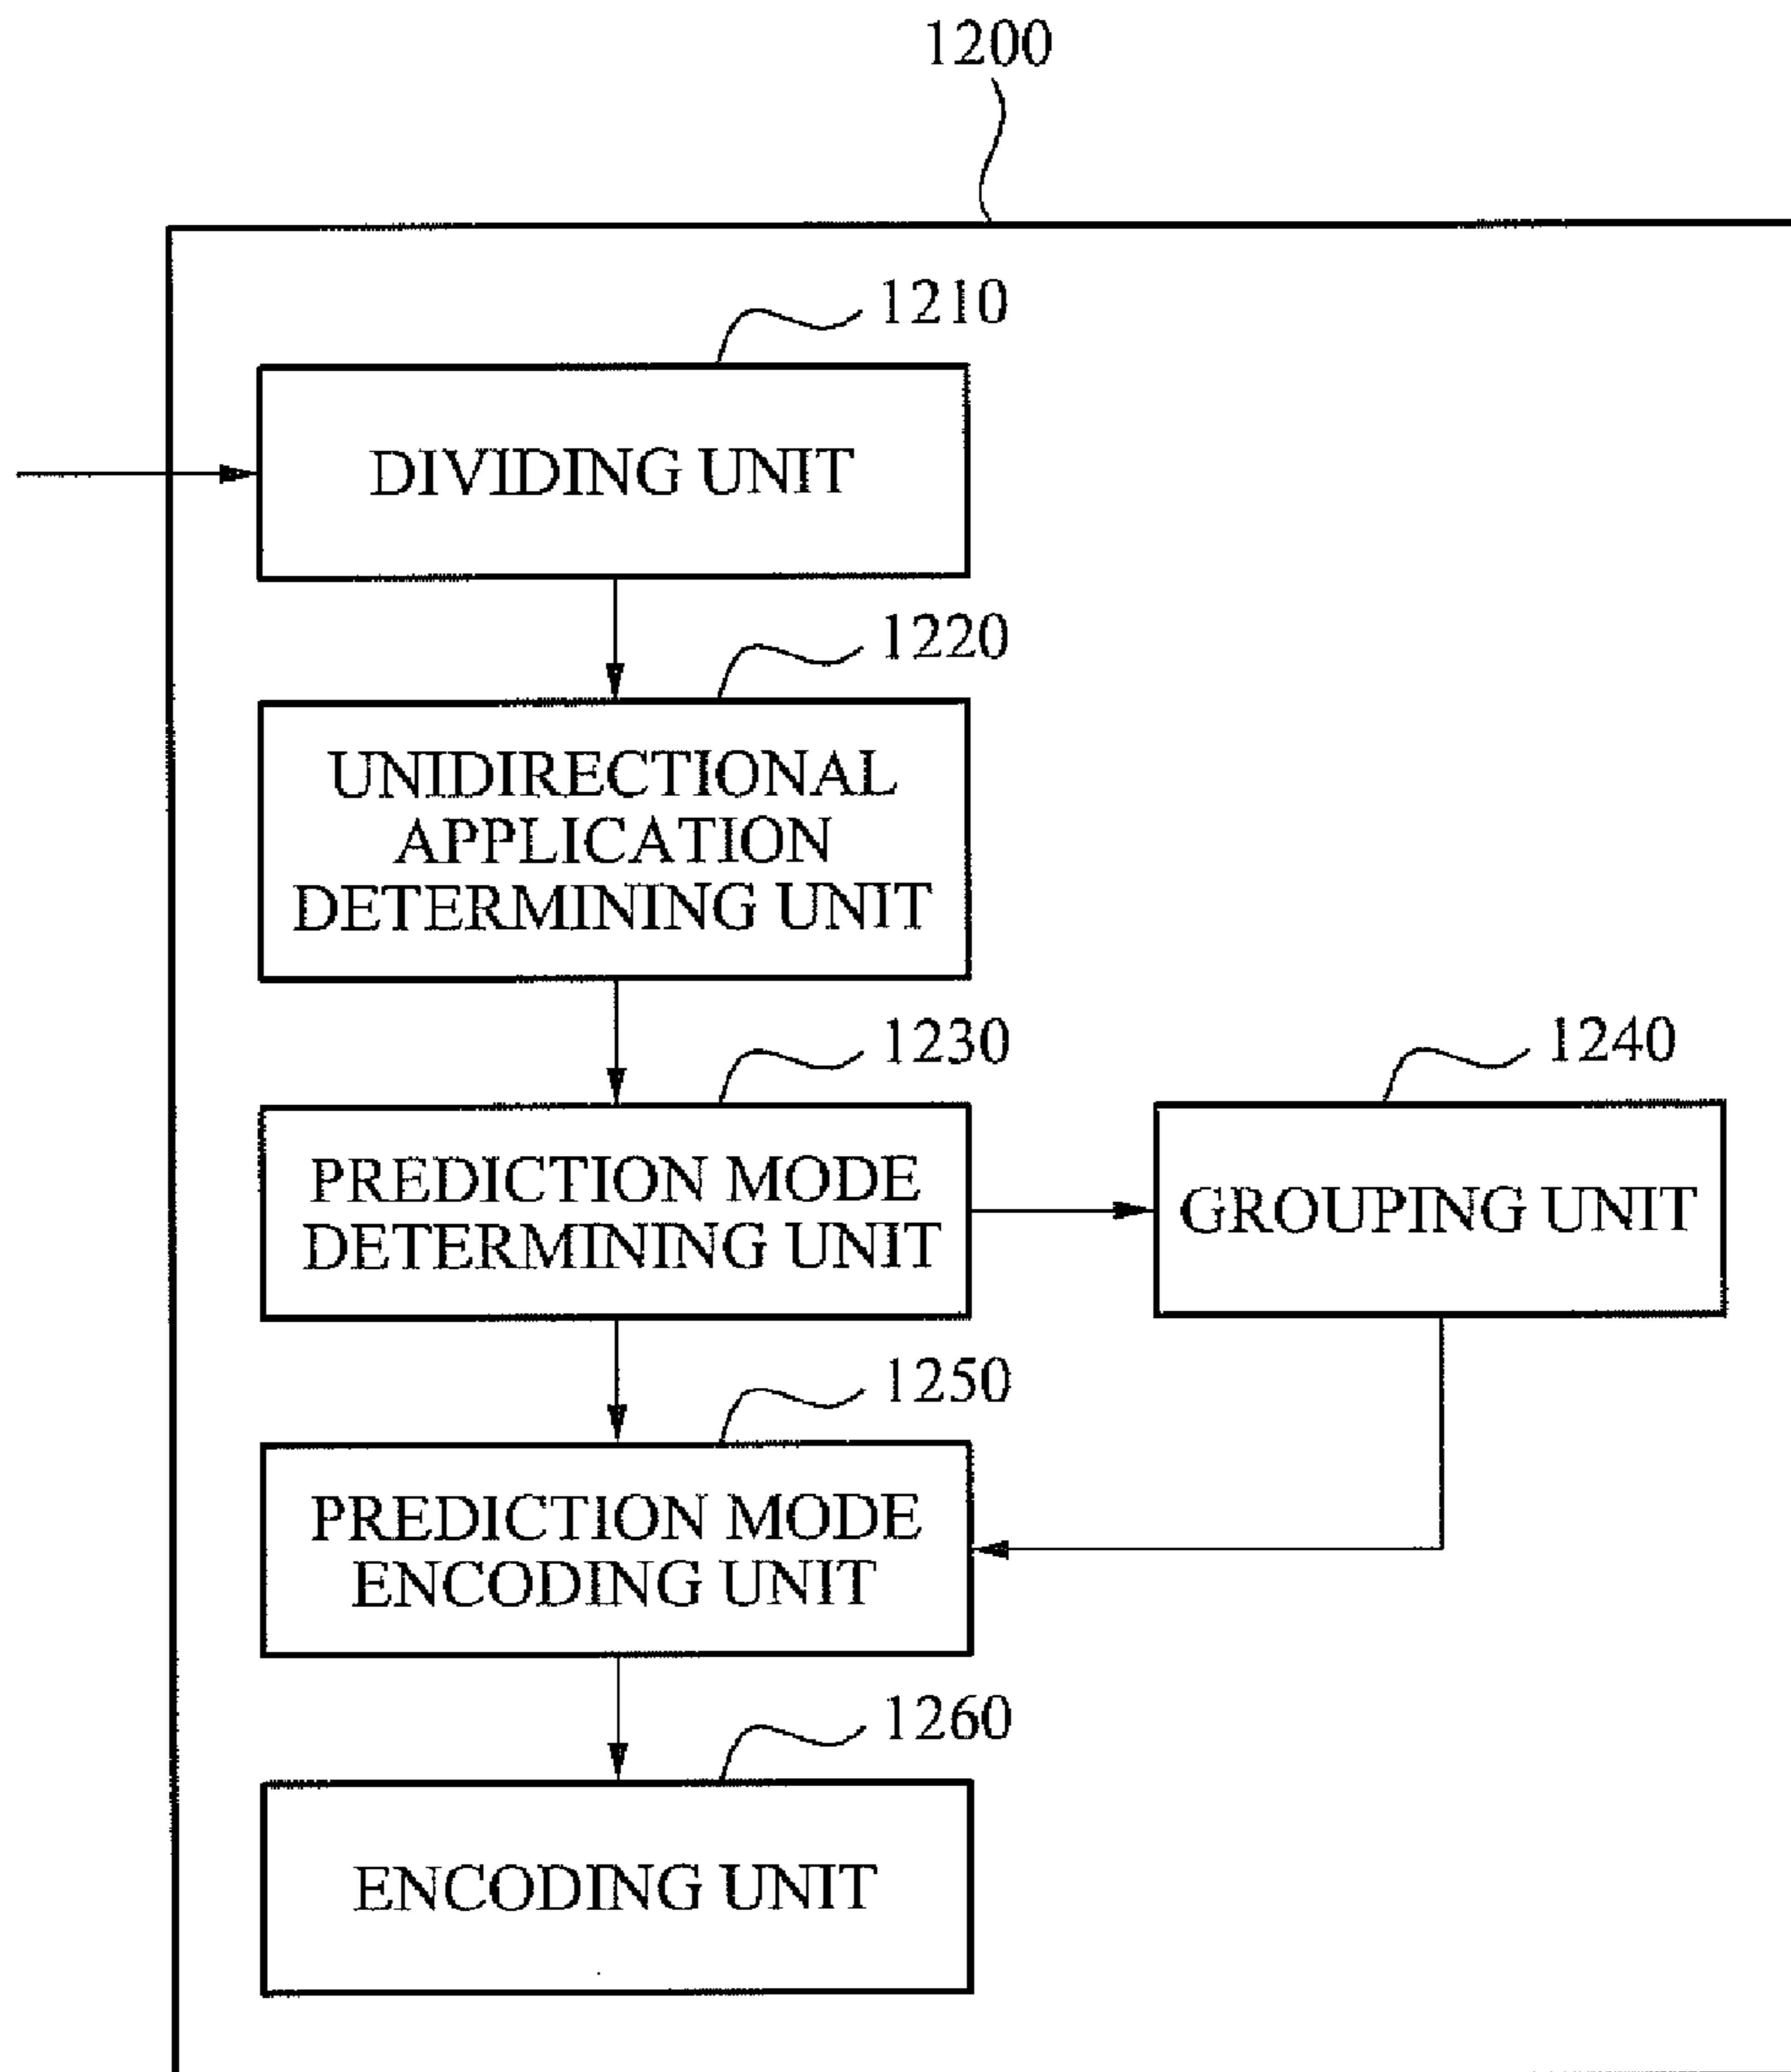 1200
1210
DIVIDING UNIT
1220
UNIDIRECTIONAL
APPLICATION
DETERMINING UNIT
1230
PREDICTION MODE
DETERMINING UNIT
1240
GROUPING UNIT
1250
PREDICTION MODE
ENCODING UNIT
1260
ENCODING UNIT